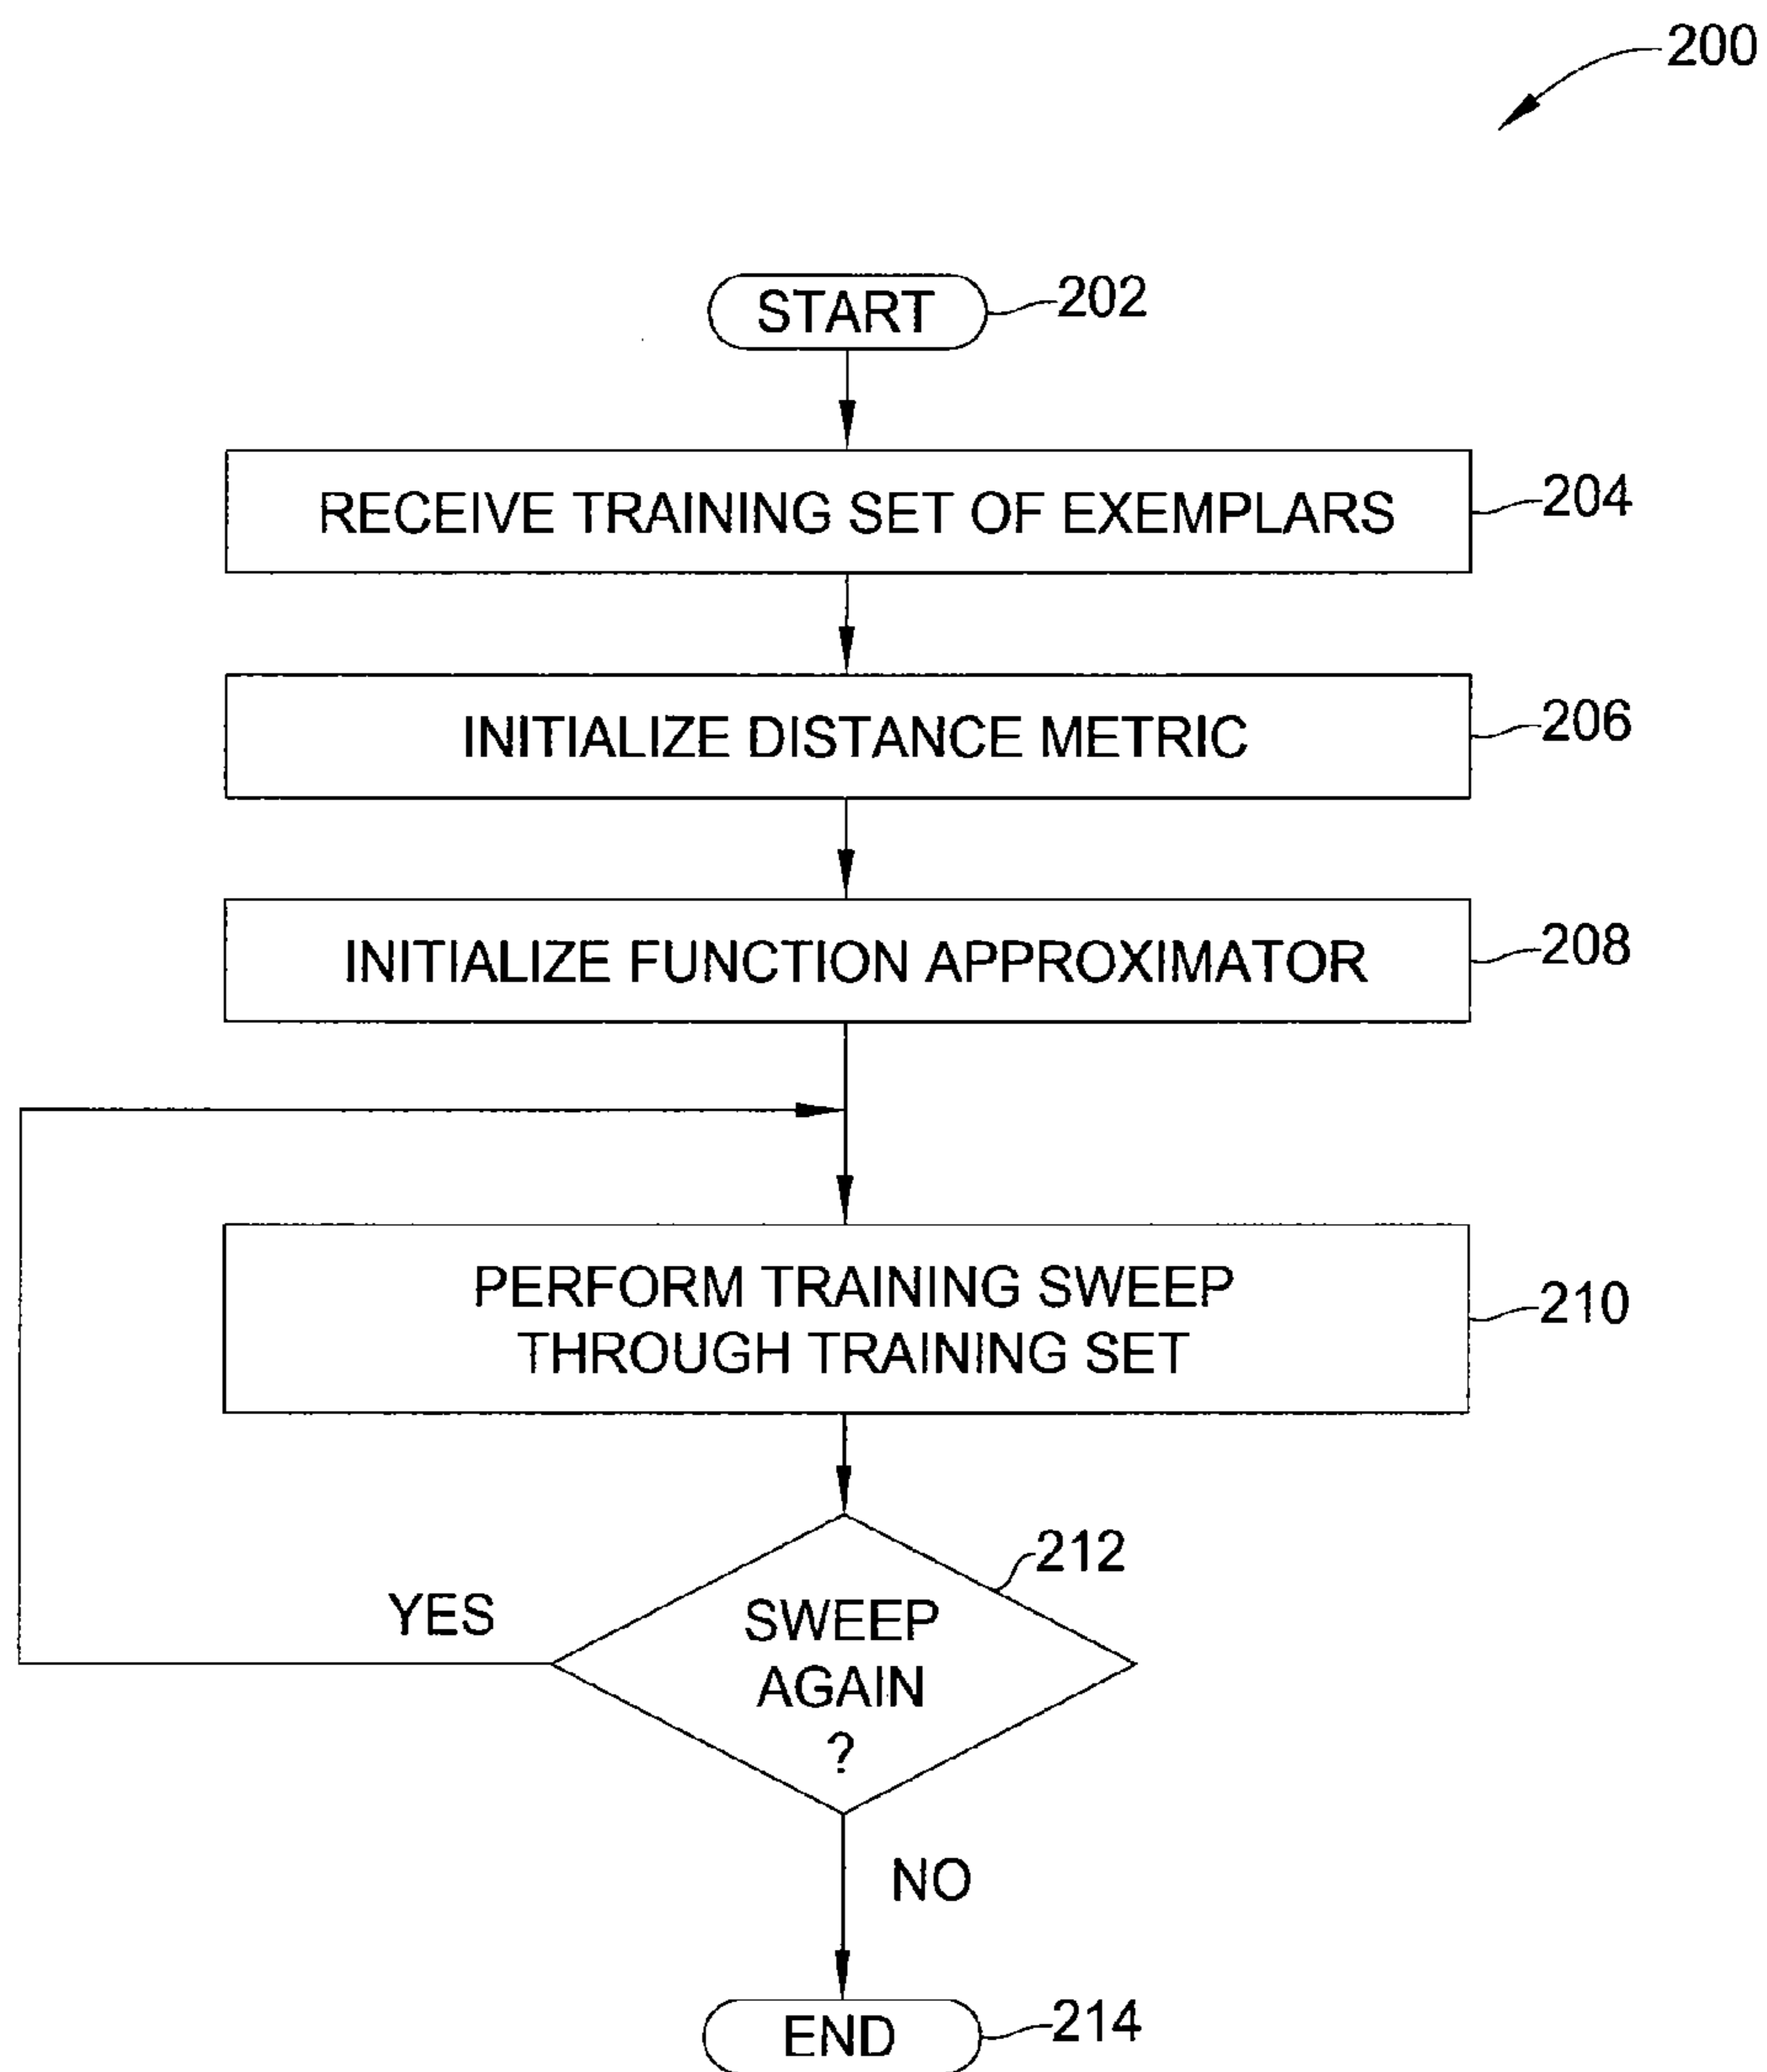 200
START
202
RECEIVE TRAINING SET OF EXEMPLARS
204
INITIALIZE DISTANCE METRIC
206
INITIALIZE FUNCTION APPROXIMATOR
208
PERFORM TRAINING SWEEP
THROUGH TRAINING SET
210
212
SWEEP
AGAIN
?
YES
NO
END
214